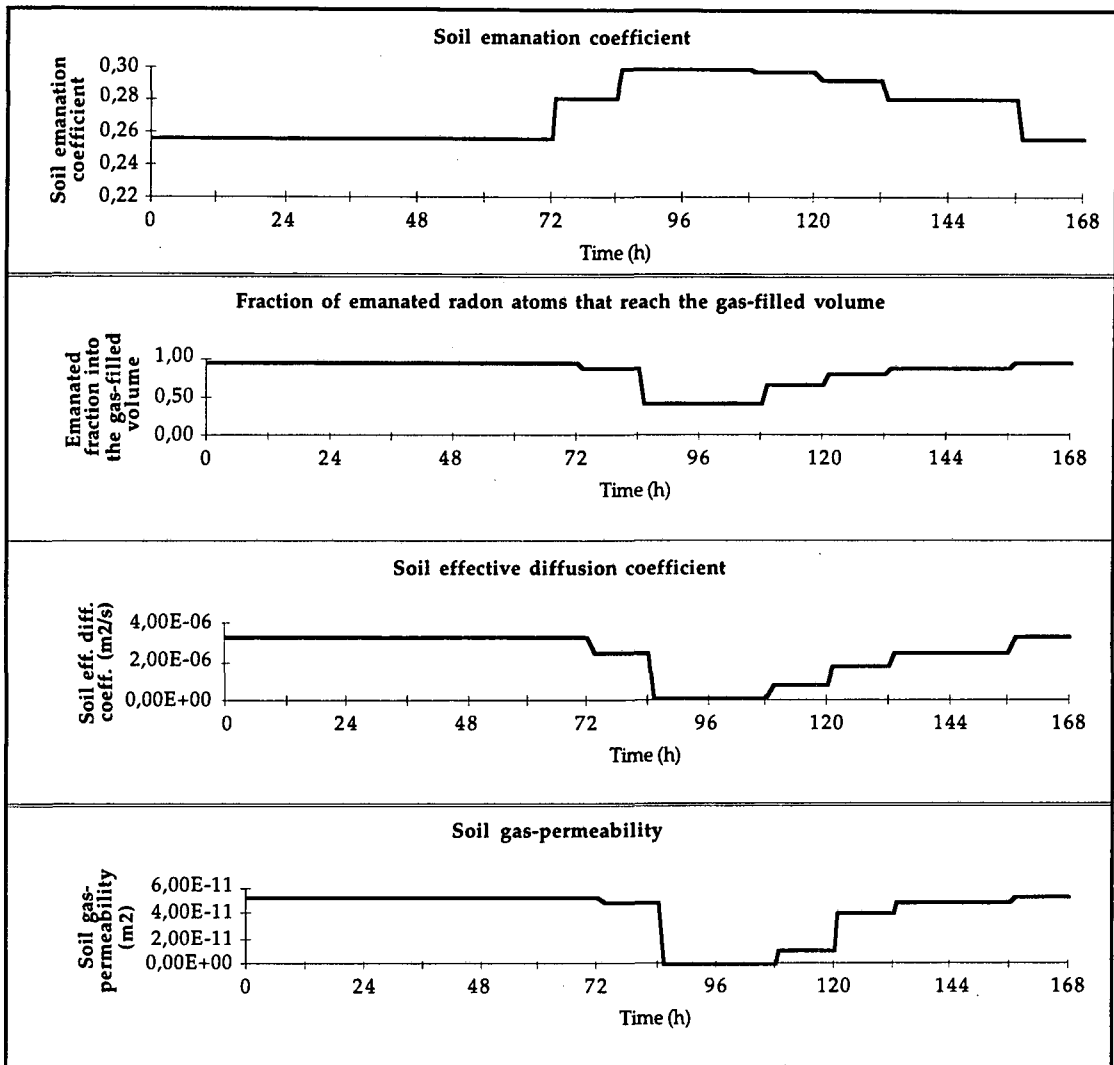 Soil emanation coefficient
Soil emanation
coefficient
0,30
0,28
0,26
0,24
0,22
0 24 48 72 96 120 144 168
Time (h)
Fraction of emanated radon atoms that reach the gas-filled volume
Emanated
fraction into
the gas-filled
volume
1,00
0,50
0,00
0 24 48 72 96 120 144 168
Time (h)
Soil effective diffusion coefficient
Soil eff. diff.
coeff. (m2/s)
4,00E-06
2,00E-06
0,00E+00
0 24 48 72 96 120 144 168
Time (h)
Soil gas-permeability
Soil gas-
permeability
(m2)
6,00E-11
4,00E-11
2,00E-11
0,00E+00
0 24 48 72 96 120 144 168
Time (h)